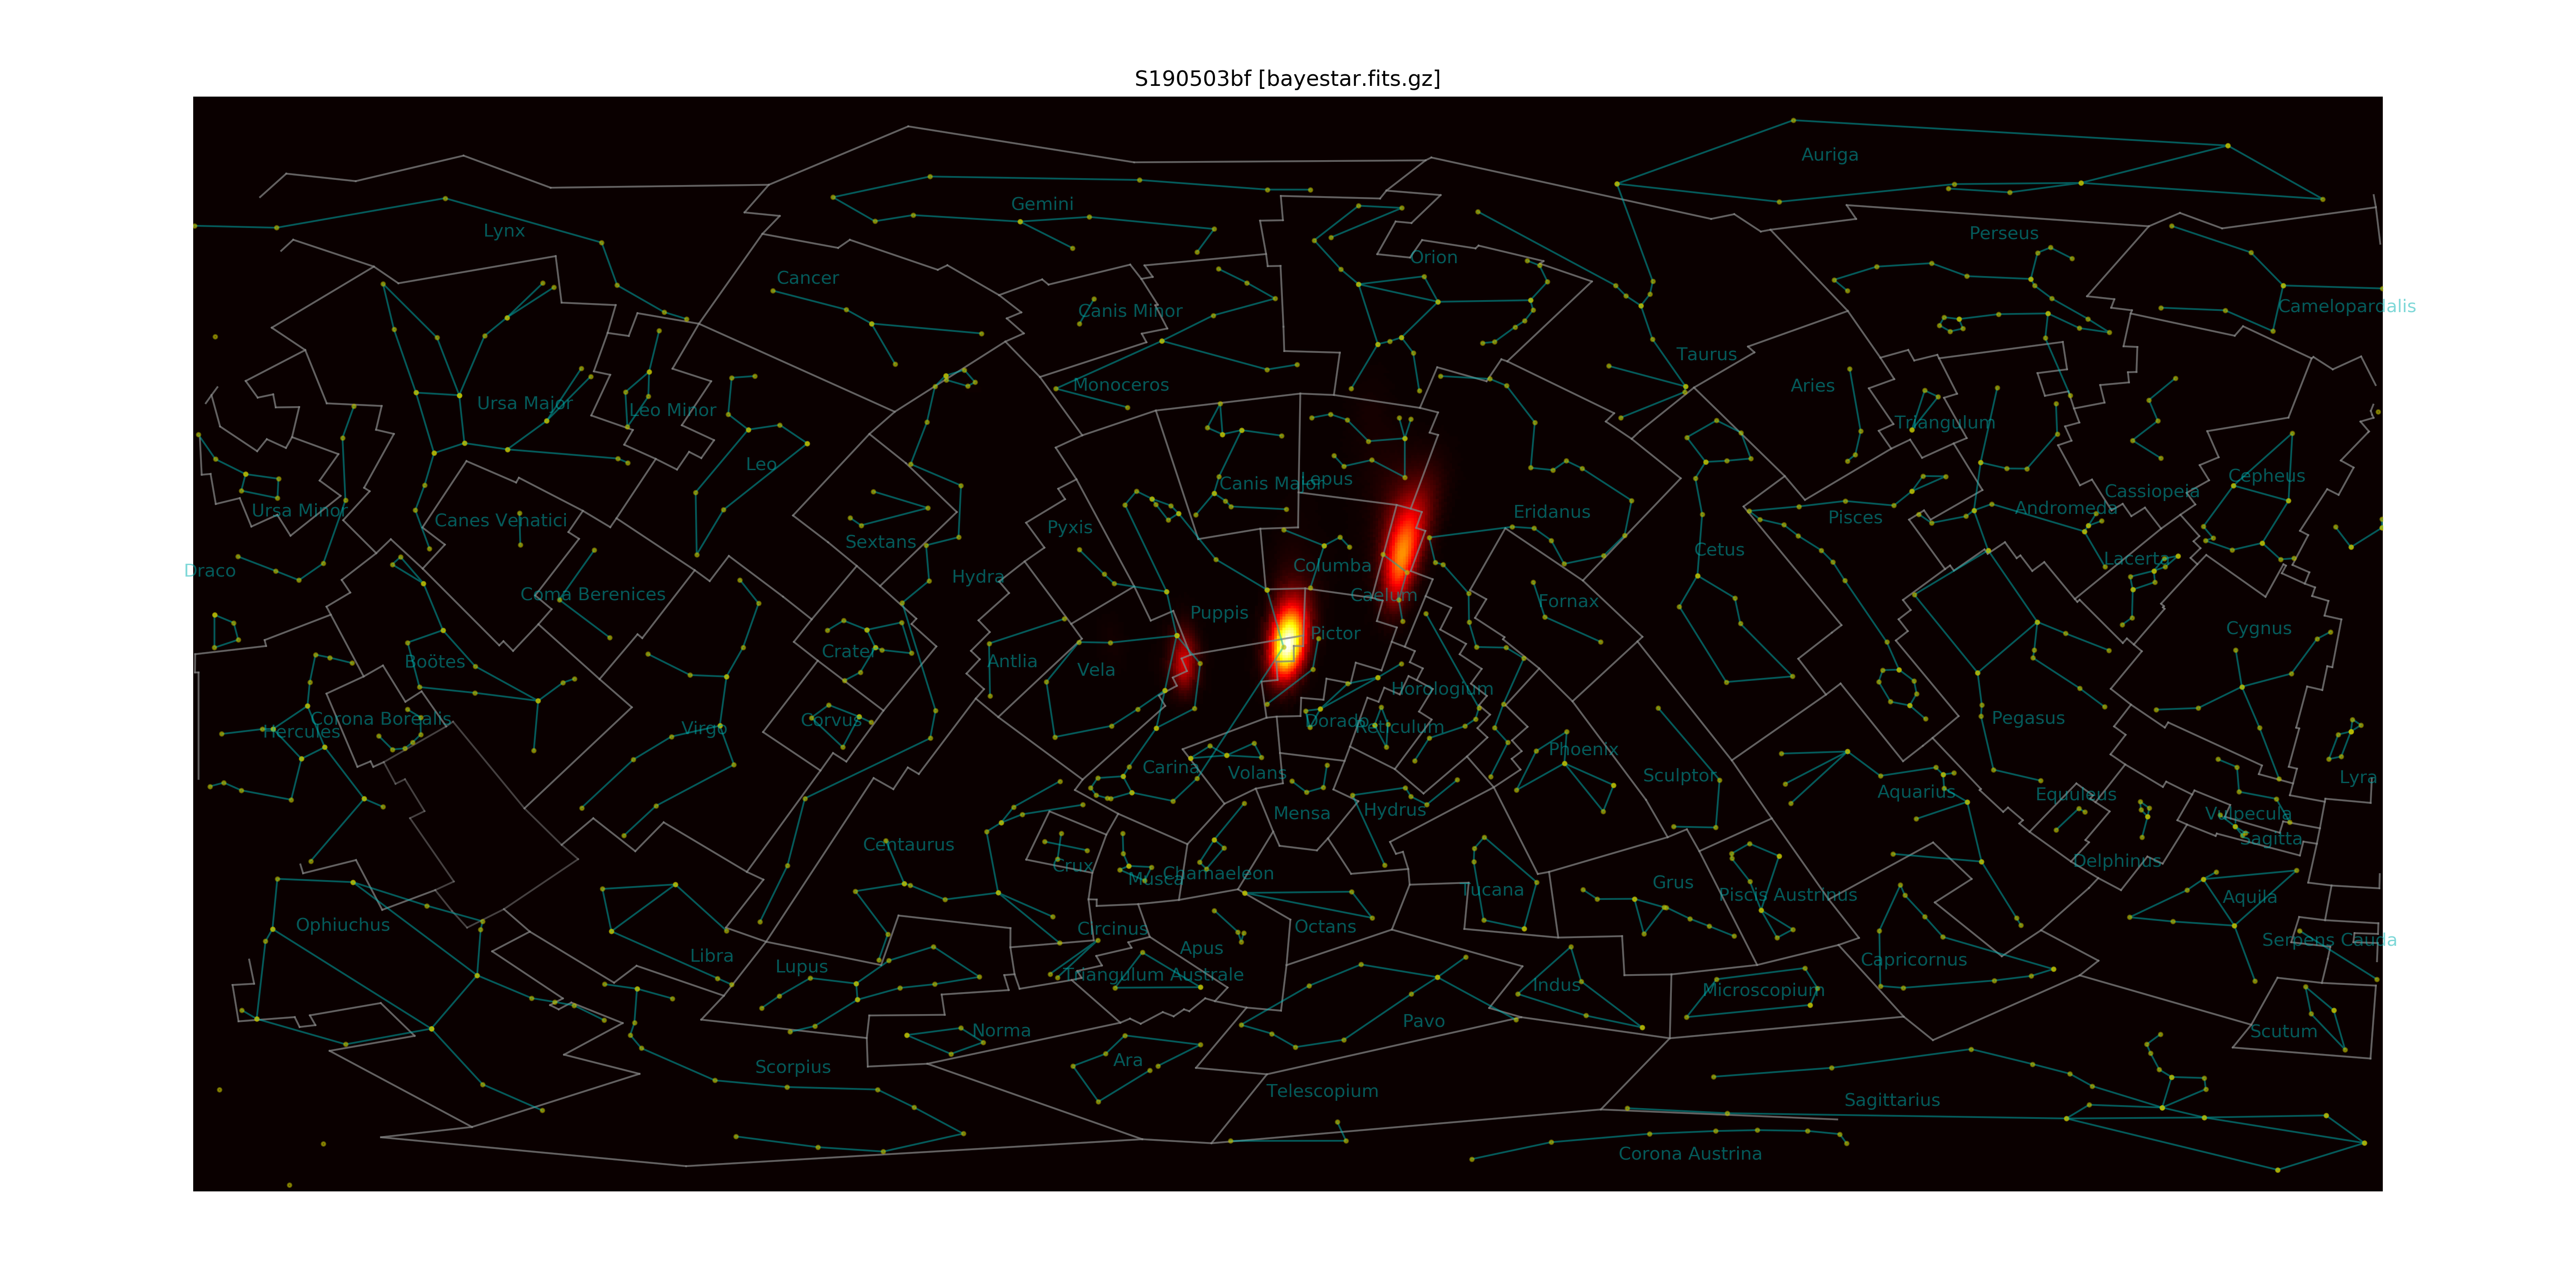 S190503bf [bayestar.fits.gz]
Auriga
Gemini
Lynx
Perseus
Orion
Cancer
Camelopardalis
Canis Minor
Taurus
Monoceros
Aries
Ursa Major
Leo Minor
Triangulum
Leo
Canis Major
Lepus
Cepheus
Cassiopeia
Ursa Minor
Canes Venatici
Pyxis
Eridanus
Pisces
Andromeda
Sextans
Cetus
Lacerta
Draco
Hydra
Columba
Coma Berenices
Caelum
Fornax
Puppis
Pictor
Cygnus
Crater
Boötes
Antlia
Vela
Horologium
Corona Borealis
Corvus
Dorado
Reticulum
Pegasus
Hercules
Virgo
Phoenix
Carina
Volans
Sculptor
Lyra
Aquarius
Equuleus
Mensa
Hydrus
Vulpecula
Sagitta
Centaurus
Crux
Musca
Chamaeleon
Delphinus
Tucana
Grus
Piscis Austrinus
Aquila
Ophiuchus
Circinus
Octans
Serpens Cauda
Apus
Libra
Lupus
Capricornus
Triangulum Australe
Indus
Microscopium
Norma
Pavo
Scutum
Ara
Scorpius
Telescopium
Sagittarius
Corona Austrina